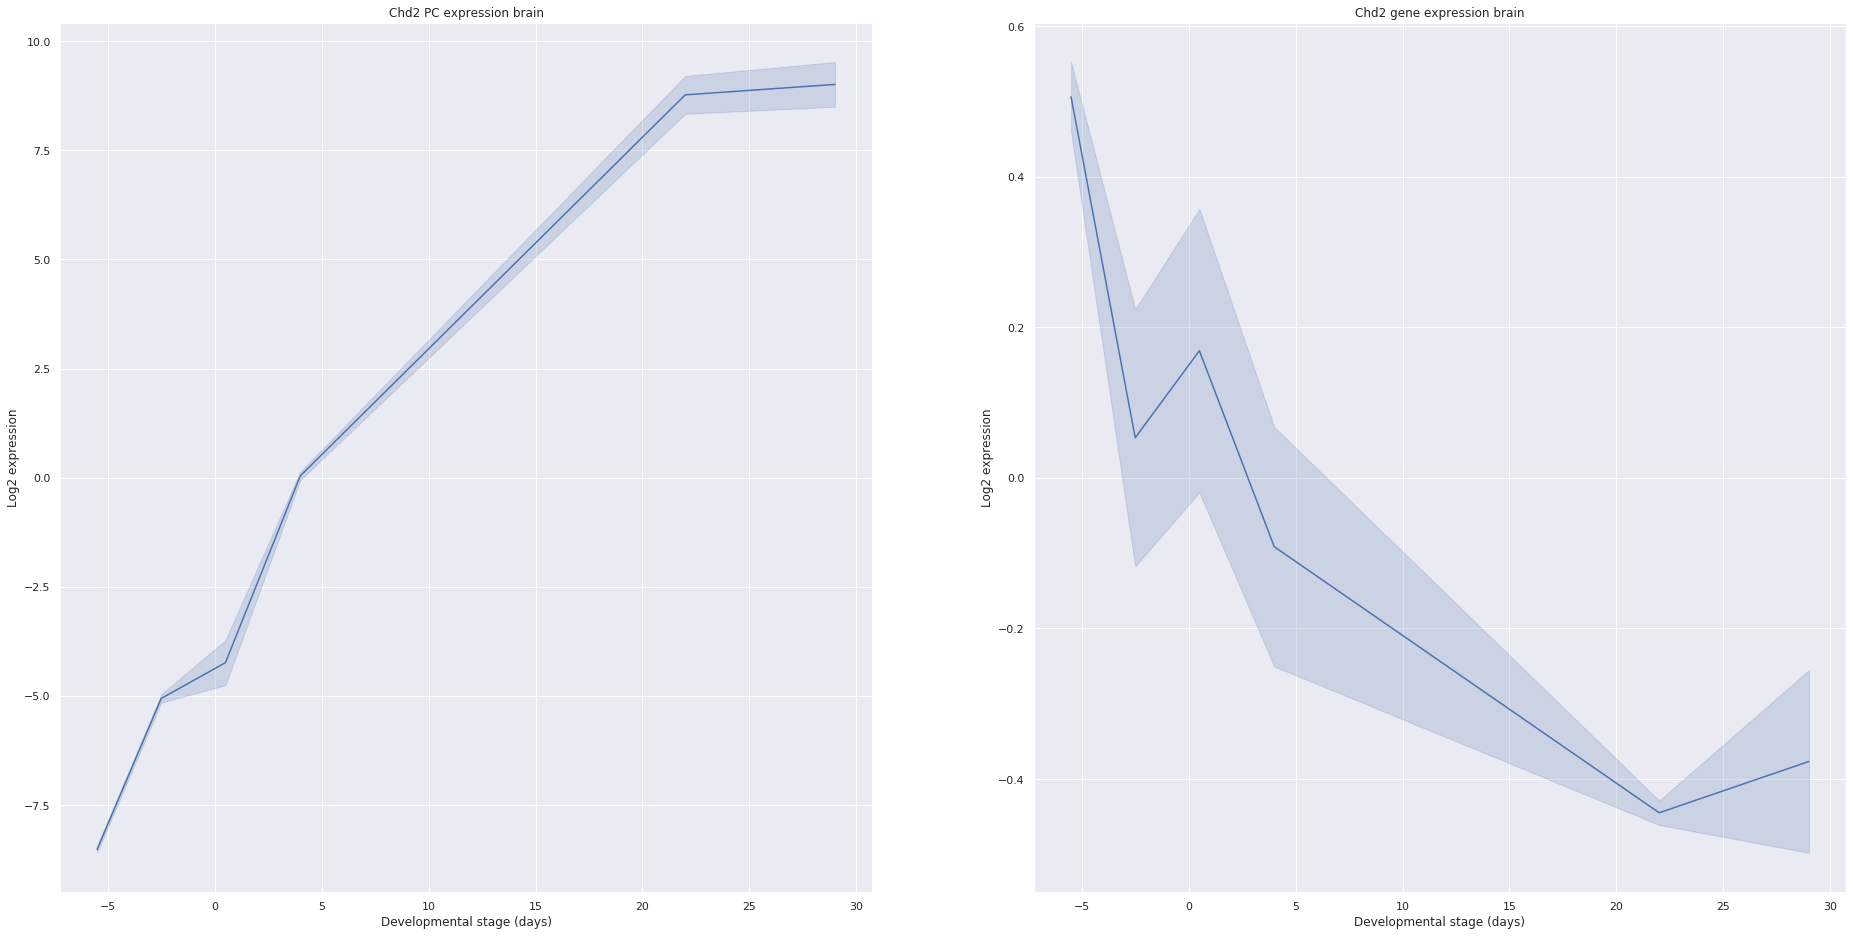 Chd2 PC expression brain
10.0
7.5
5.0
2.5
0.0
−2.5
−5.0
−7.5
Log2 expression
−5 0 5 10 15 20 25 30
Developmental stage (days)
Chd2 gene expression brain
0.6
0.4
0.2
0.0
−0.2
−0.4
Log2 expression
−5 0 5 10 15 20 25 30
Developmental stage (days)